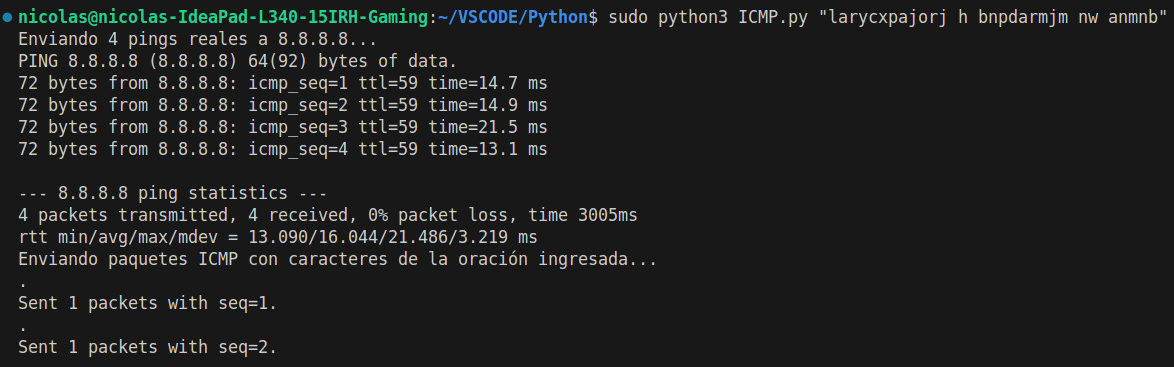 nicolas@nicolas-IdeaPad-L340-15IRH-Gaming:~/VSCODE/Python$ sudo python3 ICMP.py "larycxpajorj h bnpdarmjm nw anmnb"
Enviando 4 pings reales a 8.8.8.8...
PING 8.8.8.8 (8.8.8.8) 64(92) bytes of data.
72 bytes from 8.8.8.8: icmp_seq=1 ttl=59 time=14.7 ms
72 bytes from 8.8.8.8: icmp_seq=2 ttl=59 time=14.9 ms
72 bytes from 8.8.8.8: icmp_seq=3 ttl=59 time=21.5 ms
72 bytes from 8.8.8.8: icmp_seq=4 ttl=59 time=13.1 ms

--- 8.8.8.8 ping statistics ---
4 packets transmitted, 4 received, 0% packet loss, time 3005ms
rtt min/avg/max/mdev = 13.090/16.044/21.486/3.219 ms
Enviando paquetes ICMP con caracteres de la oración ingresada...
.
Sent 1 packets with seq=1.
.
Sent 1 packets with seq=2.